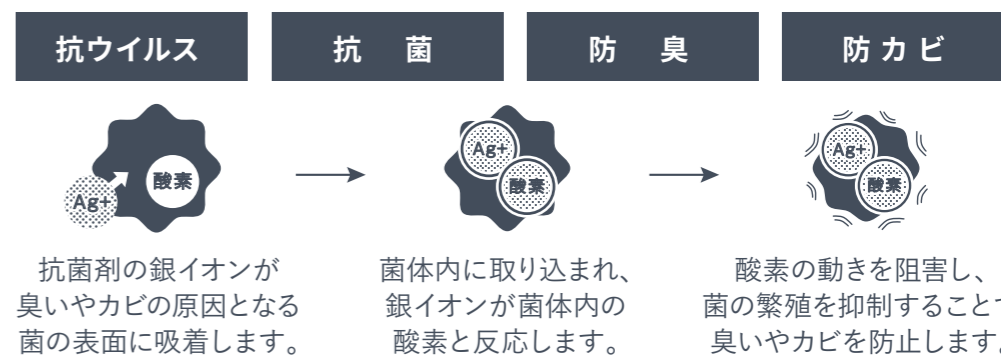 抗ウイルス
抗 菌
防 臭
防カビ
Ag+
酸素
Ag+
酸素
Ag+
酸素
抗菌剤の銀イオンが
臭いやカビの原因となる
菌の表面に吸着します。
菌体内に取り込まれ、
銀イオンが菌体内の
酸素と反応します。
酸素の動きを阻害し、
菌の繁殖を抑制することで
臭いやカビを防止します。